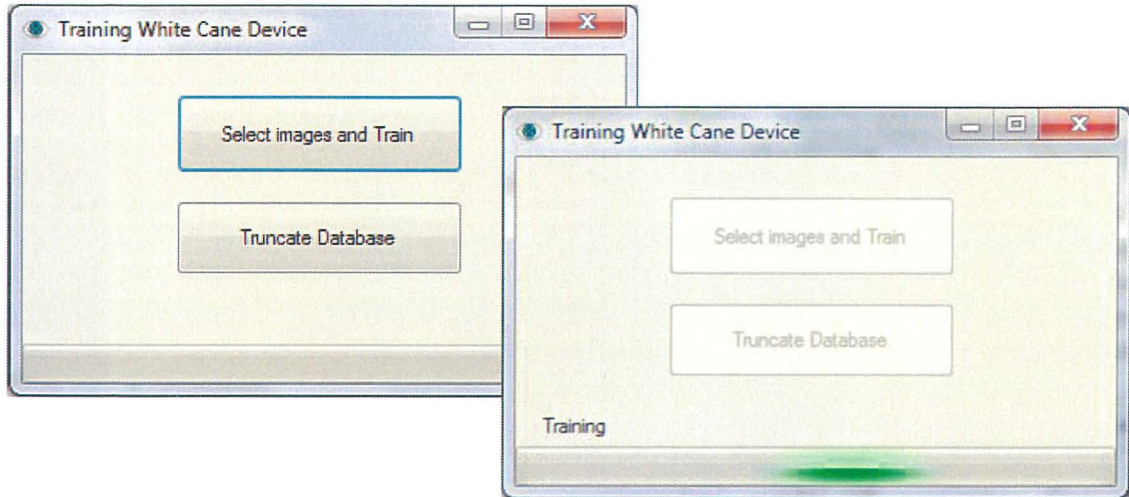 Training White Cane Device
Select images and Train
Truncate Database
Training White Cane Device
Select images and Train
Truncate Database
Training